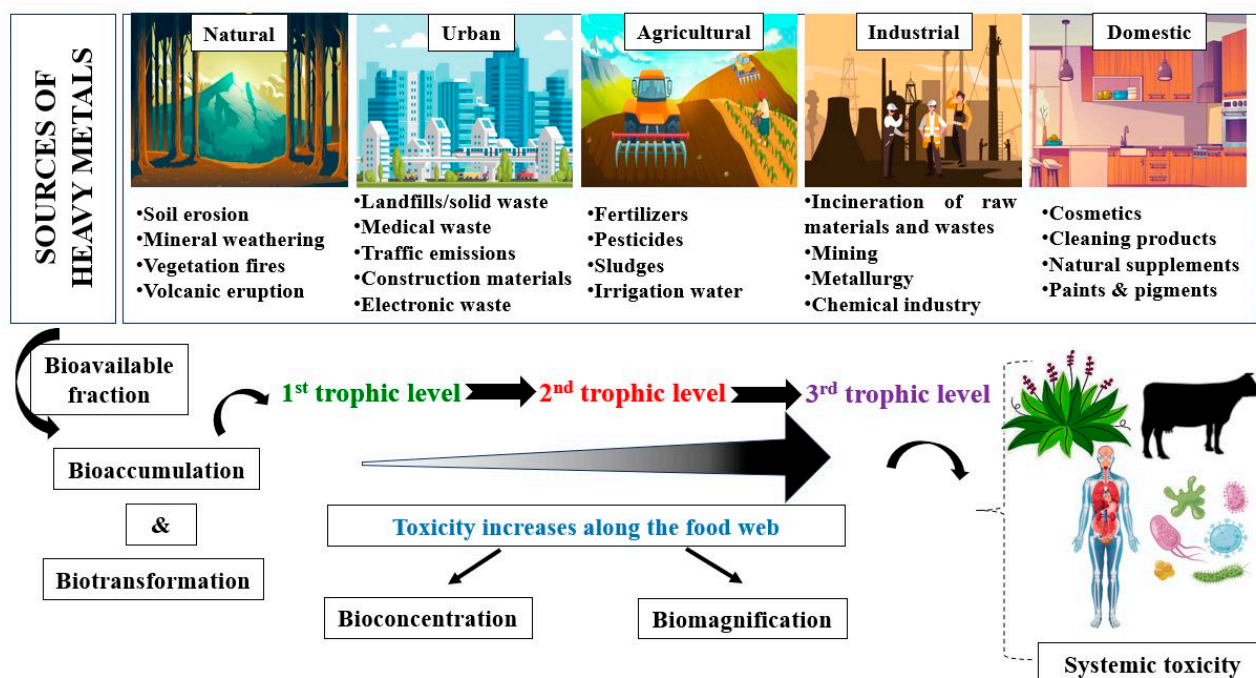 SOURCES OF
HEAVY METALS
Natural
•Soil erosion
•Mineral weathering
•Vegetation fires
•Volcanic eruption
Urban
•Landfills/solid waste
•Medical waste
•Traffic emissions
•Construction materials
•Electronic waste
Agricultural
•Fertilizers
•Pesticides
•Sludges
•Irrigation water
Industrial
•Incineration of raw
materials and wastes
•Mining
•Metallurgy
•Chemical industry
Domestic
•Cosmetics
•Cleaning products
•Natural supplements
•Paints & pigments
Bioavailable
fraction
Bioaccumulation
&
Biotransformation
1st trophic level
2nd trophic level
3rd trophic level
Toxicity increases along the food web
Bioconcentration
Biomagnification
Systemic toxicity